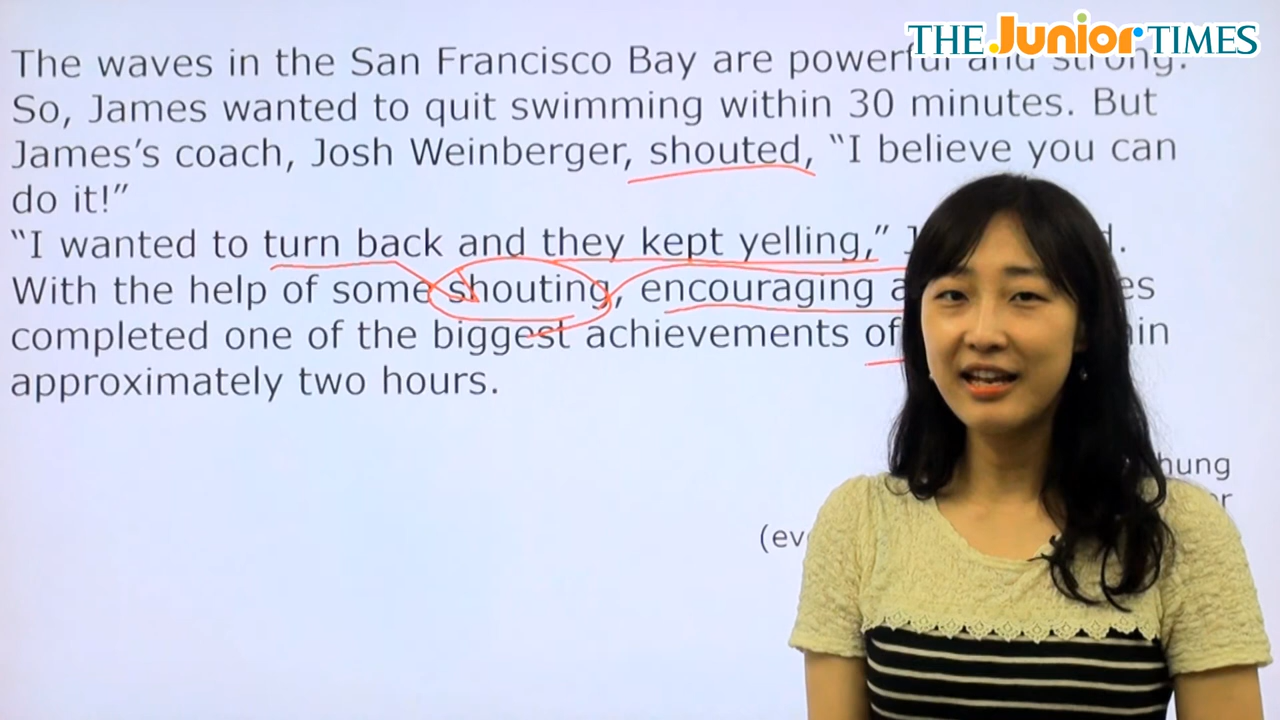 THE Junior TIMES
The waves in the San Francisco Bay are powerful and strong.
So, James wanted to quit swimming within 30 minutes. But
James’s coach, Josh Weinberger, shouted, “I believe you can
do it!”
“I wanted to turn back and they kept yelling,”
With the help of some shouting, encouraging
completed one of the biggest achievements of
approximately two hours.